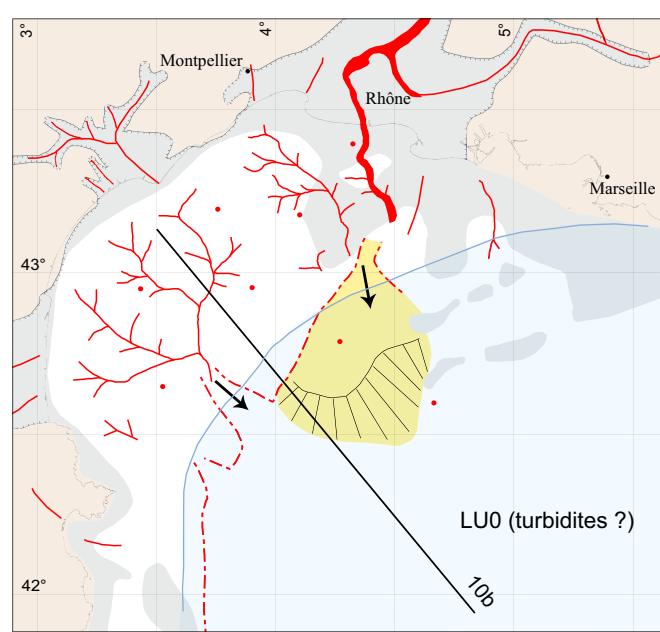 3°
4°
5°
Montpellier
Rhône
Marseille
43°
LU0 (turbidites ?)
42°
10b